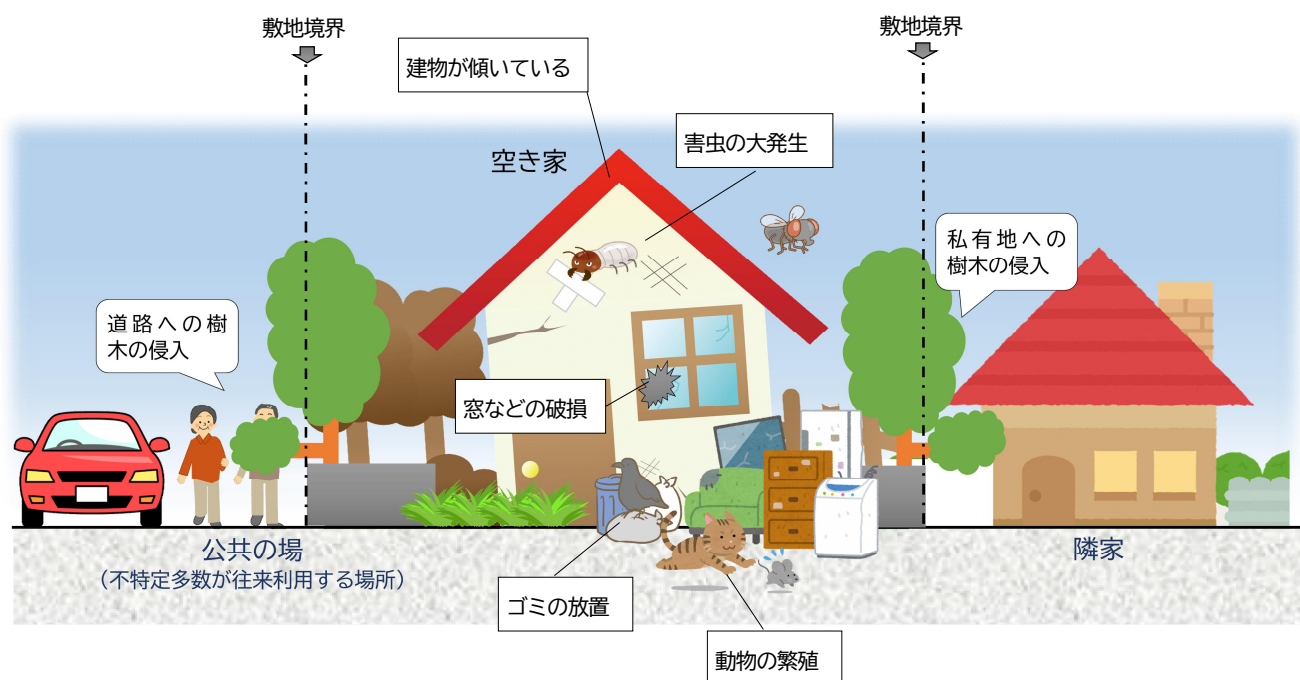 敷地境界
敷地境界
建物が傾いている
害虫の大発生
空き家
私有地への
樹木の侵入
道路への樹
木の侵入
窓などの破損
公共の場
（不特定多数が往来利用する場所）
隣家
ゴミの放置
動物の繁殖